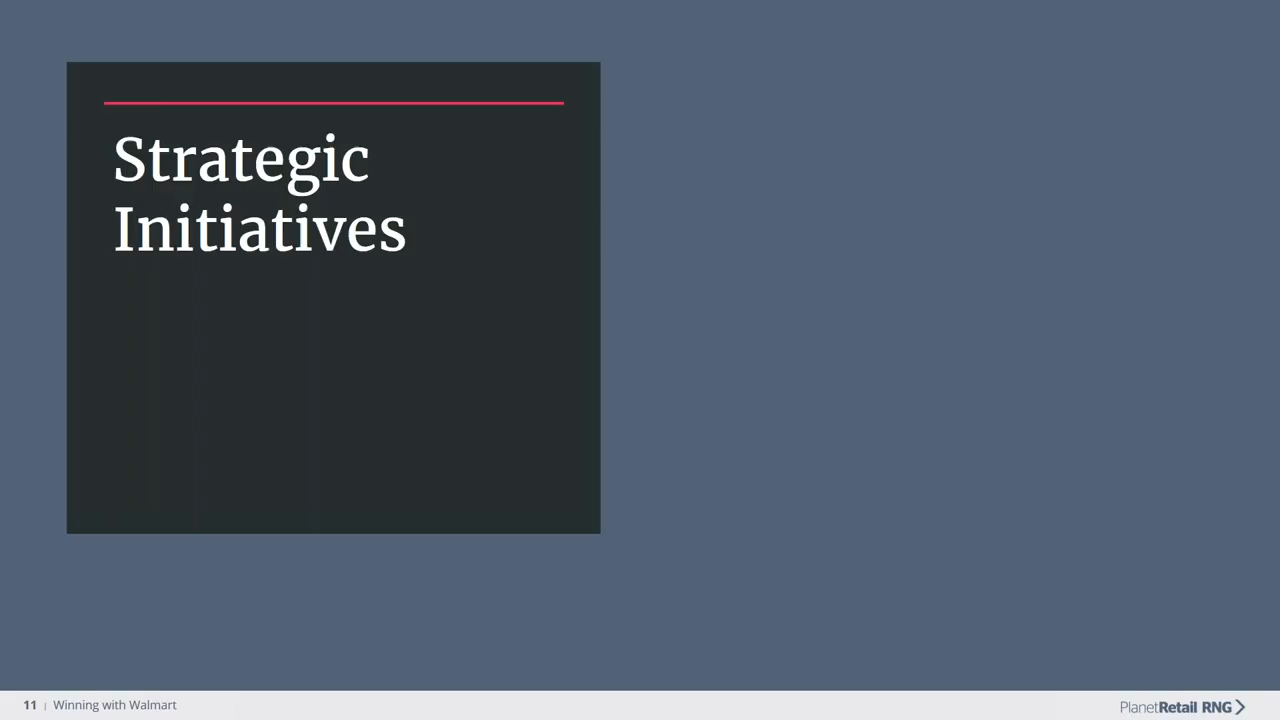 Strategic
Initiatives
11 | Winning with Walmart
PlanetRetail RNG